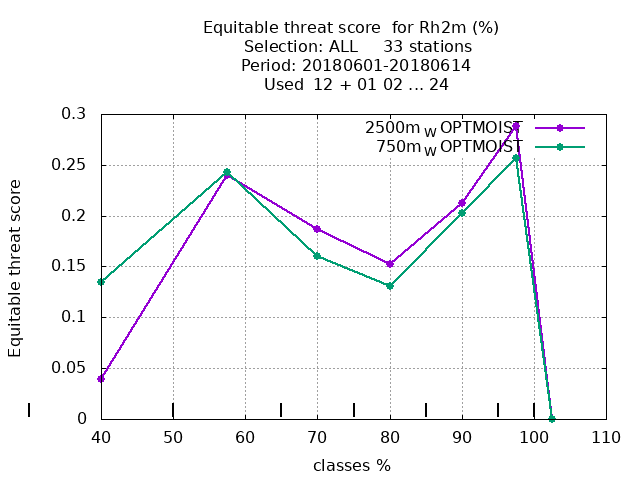 Equitable threat score  for Rh2m (%)
Selection: ALL     33 stations
Period: 20180601-20180614
Used  12 + 01 02 ... 24
2500m W OPTMOIST
750m W OPTMOIST
Equitable threat score
0.3
0.25
0.2
0.15
0.1
0.05
0
40 50 60 70 80 90 100 110
classes %